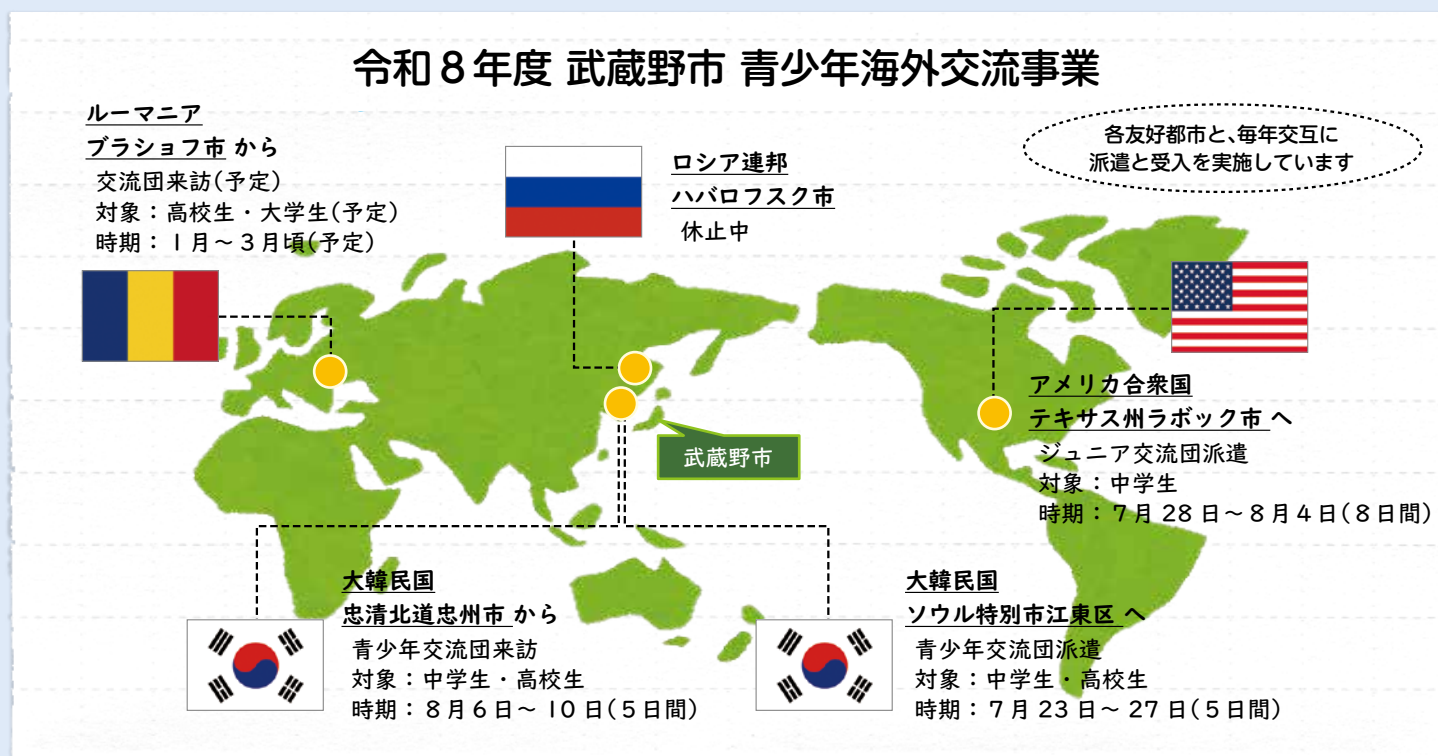 令和８年度 武蔵野市 青少年海外交流事業
ルーマニア
ブラショフ市 から
交流団来訪(予定)
対象：高校生・大学生(予定)
時期：１月～３月頃(予定)
ロシア連邦
ハバロフスク市
休止中
各友好都市と、毎年交互に
派遣と受入を実施しています
アメリカ合衆国
テキサス州ラボック市 へ
ジュニア交流団派遣
対象：中学生
時期：７月 28 日～８月４日(８日間)
武蔵野市
大韓民国
忠清北道忠州市 から
青少年交流団来訪
対象：中学生・高校生
時期：８月６日～ 10 日(５日間)
大韓民国
ソウル特別市江東区 へ
青少年交流団派遣
対象：中学生・高校生
時期：７月 23 日～ 27 日(５日間)